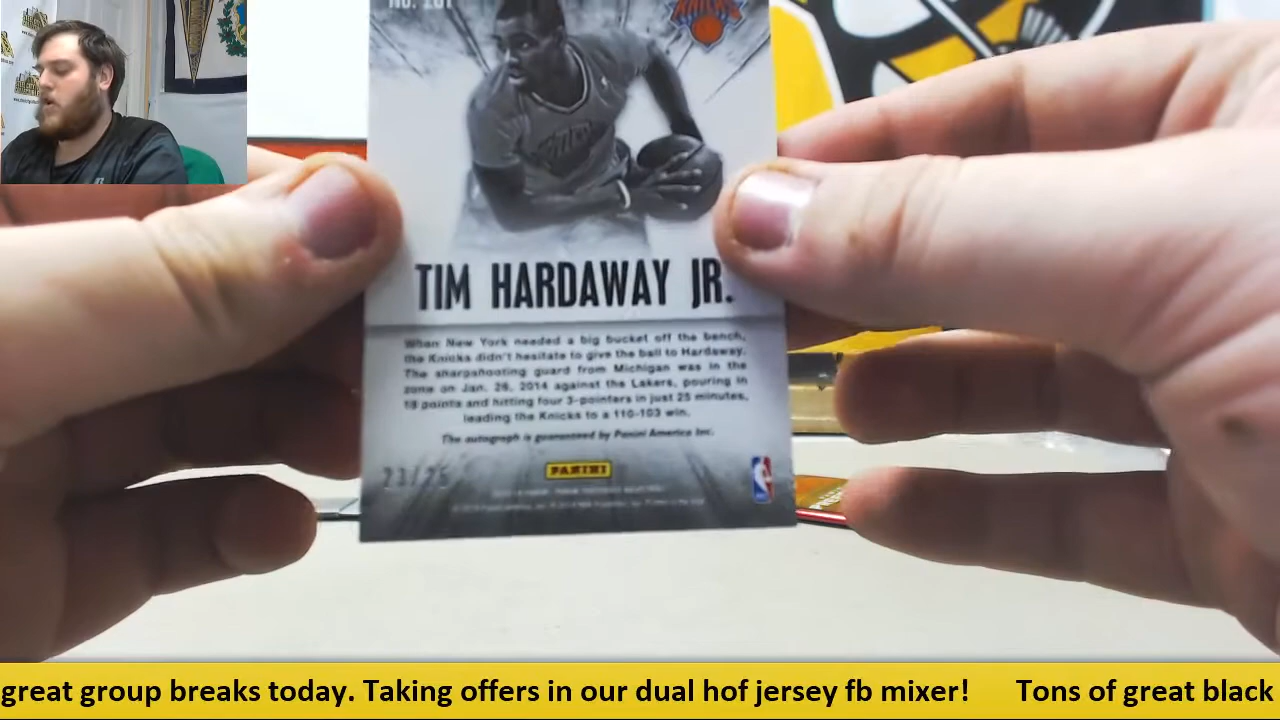 KNICKS
TIM HARDAWAY JR.
When New York needed a big bucket off the bench,
the Knicks didn't hesitate to give the ball to Hardaway.
The sharpshooting guard from Michigan was in the
zone on Jan. 26, 2014 against the Lakers, pouring in
18 points and hitting four 3-pointers in just 25 minutes,
leading the Knicks to a 110-103 win.
The autograph is guaranteed by Panini America Inc.
23/25
PANINI
great group breaks today. Taking offers in our dual hof jersey fb mixer! Tons of great black